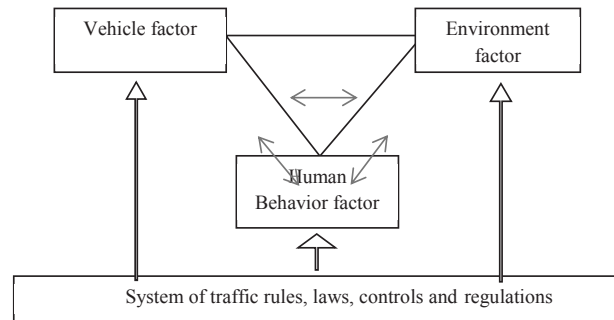 Vehicle factor
Environment
factor
Human
Behavior factor
System of traffic rules, laws, controls and regulations